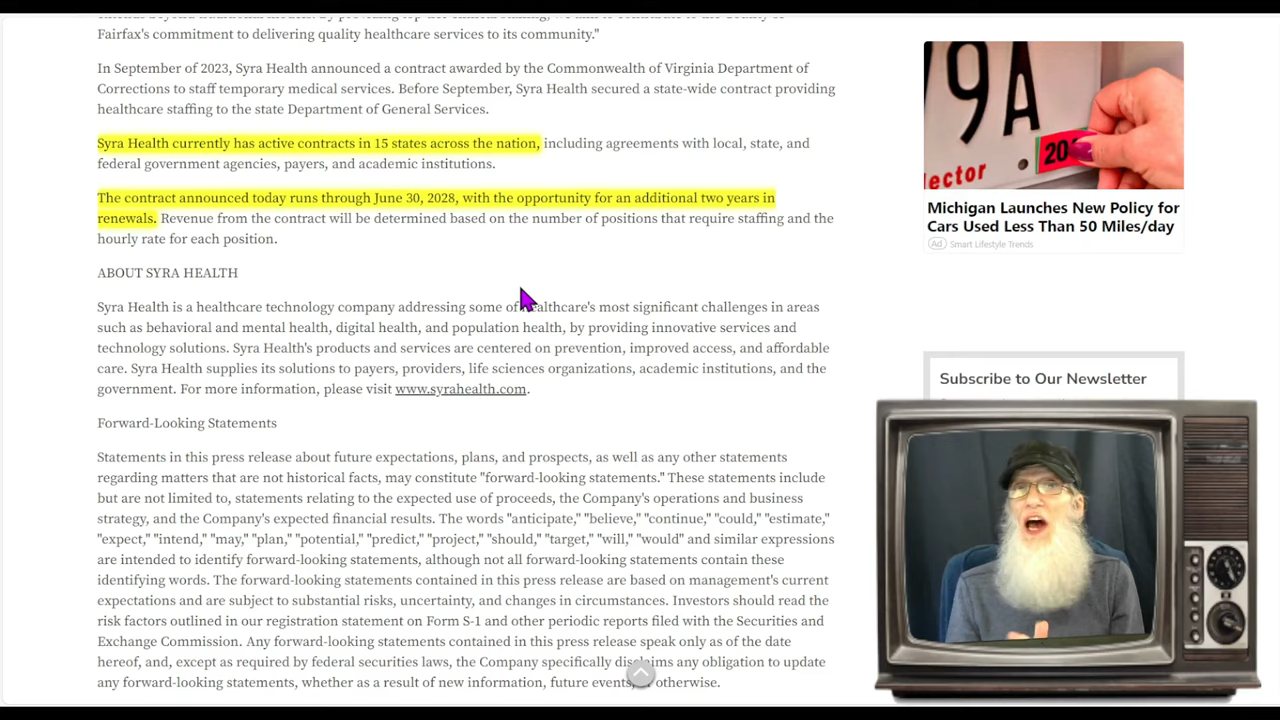 Fairfax's commitment to delivering quality healthcare services to its community."
In September of 2023, Syra Health announced a contract awarded by the Commonwealth of Virginia Department of
Corrections to staff temporary medical services. Before September, Syra Health secured a state-wide contract providing
healthcare staffing to the state Department of General Services.
Syra Health currently has active contracts in 15 states across the nation, including agreements with local, state, and
federal government agencies, payers, and academic institutions.
The contract announced today runs through June 30, 2028, with the opportunity for an additional two years in
renewals. Revenue from the contract will be determined based on the number of positions that require staffing and the
hourly rate for each position.
ABOUT SYRA HEALTH
Syra Health is a healthcare technology company addressing some of healthcare's most significant challenges in areas
such as behavioral and mental health, digital health, and population health, by providing innovative services and
technology solutions. Syra Health's products and services are centered on prevention, improved access, and affordable
care. Syra Health supplies its solutions to payers, providers, life sciences organizations, academic institutions, and the
government. For more information, please visit www.syrahealth.com.
Forward-Looking Statements
Statements in this press release about future expectations, plans, and prospects, as well as any other statements
regarding matters that are not historical facts, may constitute "forward-looking statements." These statements include
but are not limited to, statements relating to the expected use of proceeds, the Company's operations and business
strategy, and the Company's expected financial results. The words "anticipate," "believe," "continue," "could," "estimate,"
"expect," "intend," "may," "plan," "potential," "predict," "project," "should," "target," "will," "would" and similar expressions
are intended to identify forward-looking statements, although not all forward-looking statements contain these
identifying words. The forward-looking statements contained in this press release are based on management's current
expectations and are subject to substantial risks, uncertainty, and changes in circumstances. Investors should read the
risk factors outlined in our registration statement on Form S-1 and other periodic reports filed with the Securities and
Exchange Commission. Any forward-looking statements contained in this press release speak only as of the date
hereof, and, except as required by federal securities laws, the Company specifically disclaims any obligation to update
any forward-looking statements, whether as a result of new information, future events, or otherwise.
9A
20
lector
Michigan Launches New Policy for
Cars Used Less Than 50 Miles/day
Ad Smart Lifestyle Trends
Subscribe to Our Newsletter